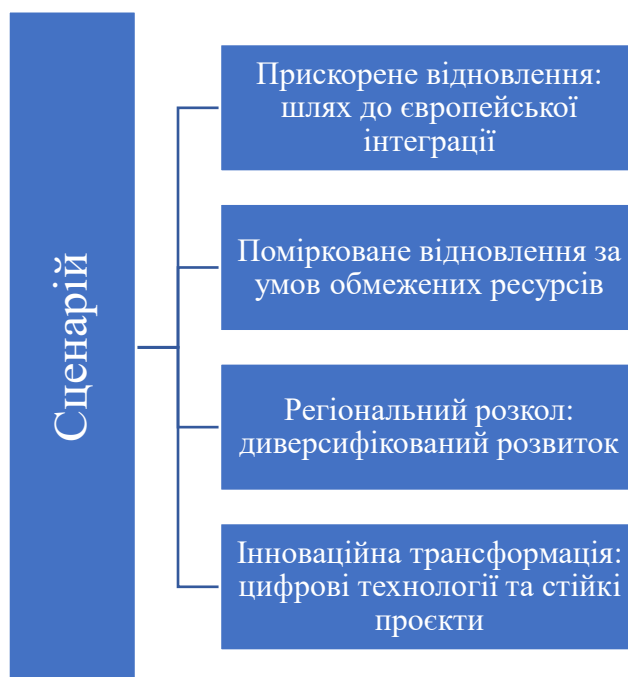 Сценарій
Прискорене відновлення:
шлях до європейської
інтеграції
Помірковане відновлення за
умов обмежених ресурсів
Регіональний розкол:
диверсифікований розвиток
Інноваційна трансформація:
цифрові технології та стійкі
проєкти